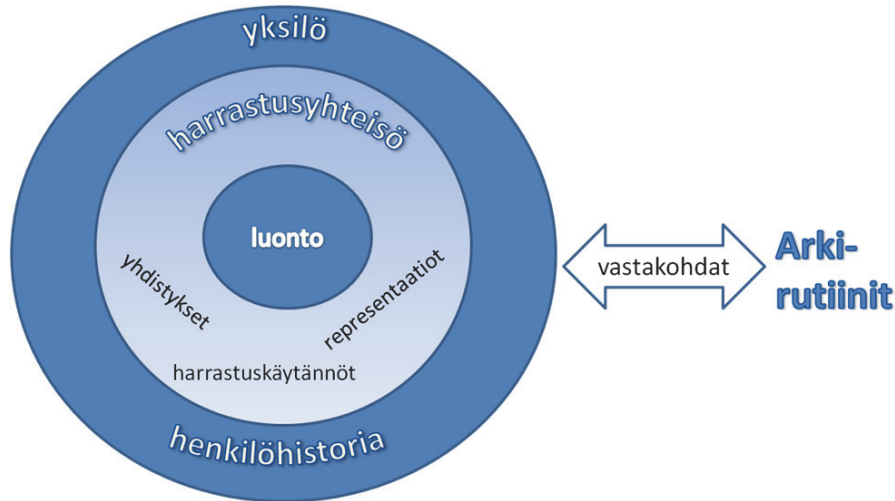 yksilö
harrastusyhteisö
luonto
yhdistykset
representaatiot
harrastuskäytännöt
henkilöhistoria
vastakohdat
Arki-
rutiinit